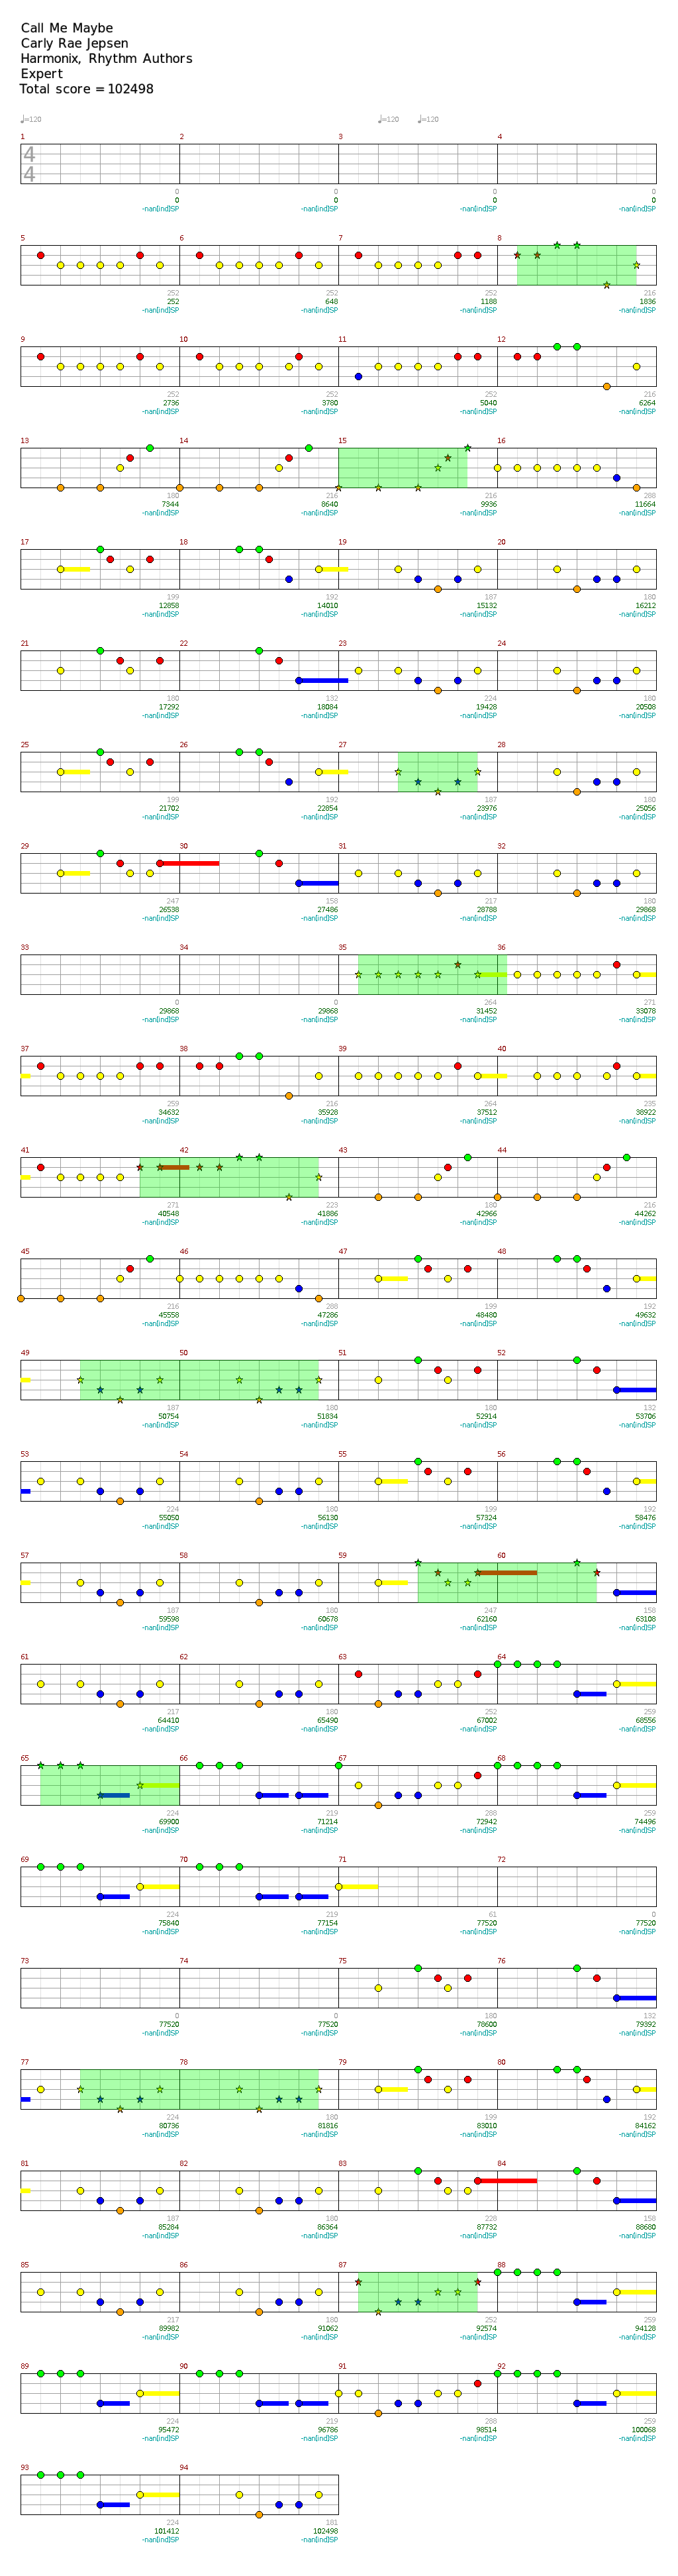 Call Me Maybe
Carly Rae Jepsen
Harmonix, Rhythm Authors
Expert
Total score = 102498
♩=120 ♩=120 ♩=120
1 2 3 4
4
4
0 0 0 0
0 0 0 0
-nan(ind)SP -nan(ind)SP -nan(ind)SP -nan(ind)SP
5 6 7 8
252 252 252 216
252 648 1188 1836
-nan(ind)SP -nan(ind)SP -nan(ind)SP -nan(ind)SP
9 10 11 12
252 252 252 216
2736 3780 5040 6264
-nan(ind)SP -nan(ind)SP -nan(ind)SP -nan(ind)SP
13 14 15 16
180 216 216 288
7344 8640 9936 11664
-nan(ind)SP -nan(ind)SP -nan(ind)SP -nan(ind)SP
17 18 19 20
199 192 187 180
12858 14010 15132 16212
-nan(ind)SP -nan(ind)SP -nan(ind)SP -nan(ind)SP
21 22 23 24
180 132 224 180
17292 18084 19428 20508
-nan(ind)SP -nan(ind)SP -nan(ind)SP -nan(ind)SP
25 26 27 28
199 192 187 180
21702 22854 23976 25056
-nan(ind)SP -nan(ind)SP -nan(ind)SP -nan(ind)SP
29 30 31 32
247 158 217 180
26538 27486 28788 29868
-nan(ind)SP -nan(ind)SP -nan(ind)SP -nan(ind)SP
33 34 35 36
0 0 264 271
29868 29868 31452 33078
-nan(ind)SP -nan(ind)SP -nan(ind)SP -nan(ind)SP
37 38 39 40
259 216 264 235
34632 35928 37512 38922
-nan(ind)SP -nan(ind)SP -nan(ind)SP -nan(ind)SP
41 42 43 44
271 223 180 216
40548 41886 42966 44262
-nan(ind)SP -nan(ind)SP -nan(ind)SP -nan(ind)SP
45 46 47 48
216 288 199 192
45558 47286 48480 49632
-nan(ind)SP -nan(ind)SP -nan(ind)SP -nan(ind)SP
49 50 51 52
187 180 180 132
50754 51834 52914 53706
-nan(ind)SP -nan(ind)SP -nan(ind)SP -nan(ind)SP
53 54 55 56
224 180 199 192
55050 56130 57324 58476
-nan(ind)SP -nan(ind)SP -nan(ind)SP -nan(ind)SP
57 58 59 60
187 180 247 158
59598 60678 62160 63108
-nan(ind)SP -nan(ind)SP -nan(ind)SP -nan(ind)SP
61 62 63 64
217 180 252 259
64410 65490 67002 68556
-nan(ind)SP -nan(ind)SP -nan(ind)SP -nan(ind)SP
65 66 67 68
224 219 288 259
69900 71214 72942 74496
-nan(ind)SP -nan(ind)SP -nan(ind)SP -nan(ind)SP
69 70 71 72
224 219 61 0
75840 77154 77520 77520
-nan(ind)SP -nan(ind)SP -nan(ind)SP -nan(ind)SP
73 74 75 76
0 0 180 132
77520 77520 78600 79392
-nan(ind)SP -nan(ind)SP -nan(ind)SP -nan(ind)SP
77 78 79 80
224 180 199 192
80736 81816 83010 84162
-nan(ind)SP -nan(ind)SP -nan(ind)SP -nan(ind)SP
81 82 83 84
187 180 228 158
85284 86364 87732 88680
-nan(ind)SP -nan(ind)SP -nan(ind)SP -nan(ind)SP
85 86 87 88
217 180 252 259
89982 91062 92574 94128
-nan(ind)SP -nan(ind)SP -nan(ind)SP -nan(ind)SP
89 90 91 92
224 219 288 259
95472 96786 98514 100068
-nan(ind)SP -nan(ind)SP -nan(ind)SP -nan(ind)SP
93 94
224 181
101412 102498
-nan(ind)SP -nan(ind)SP